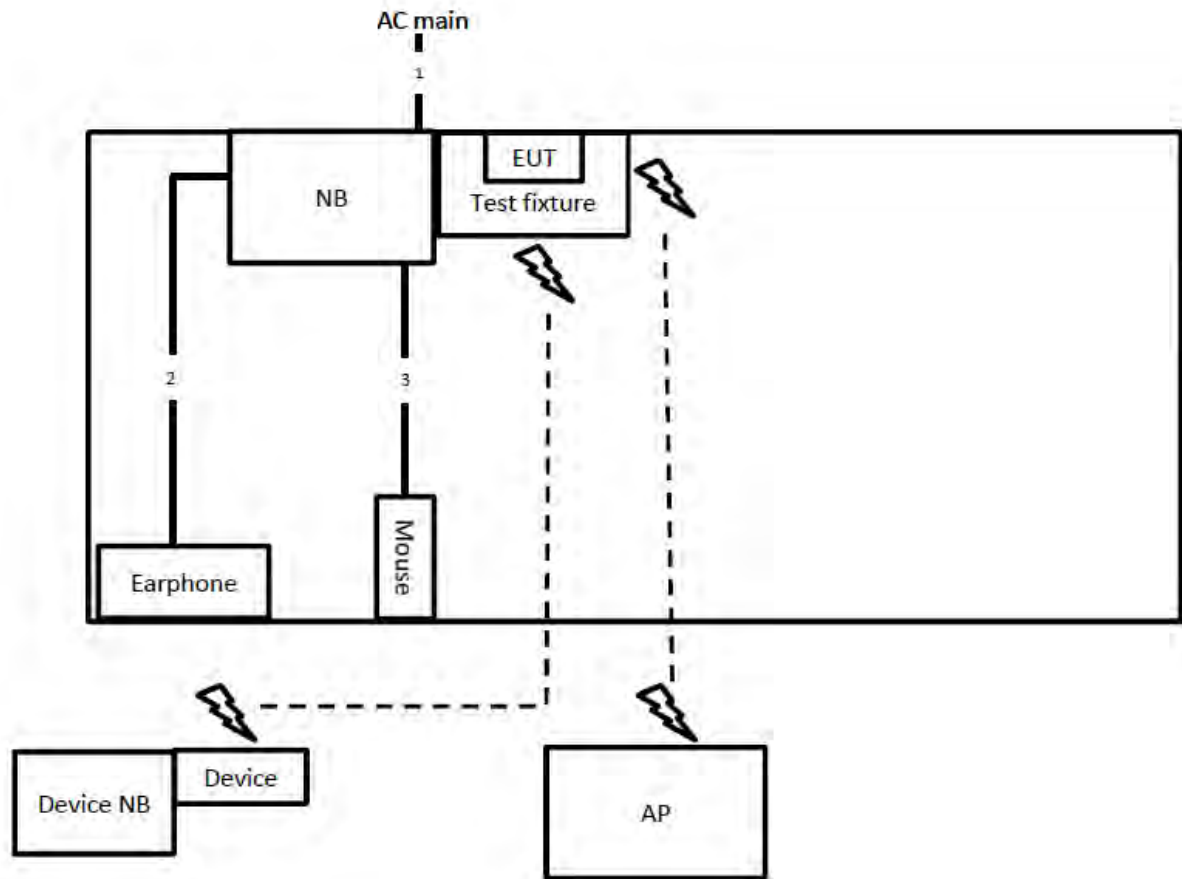 AC main
1
EUT
NB
Test fixture
2
3
Mouse
Earphone
Device
Device NB
AP